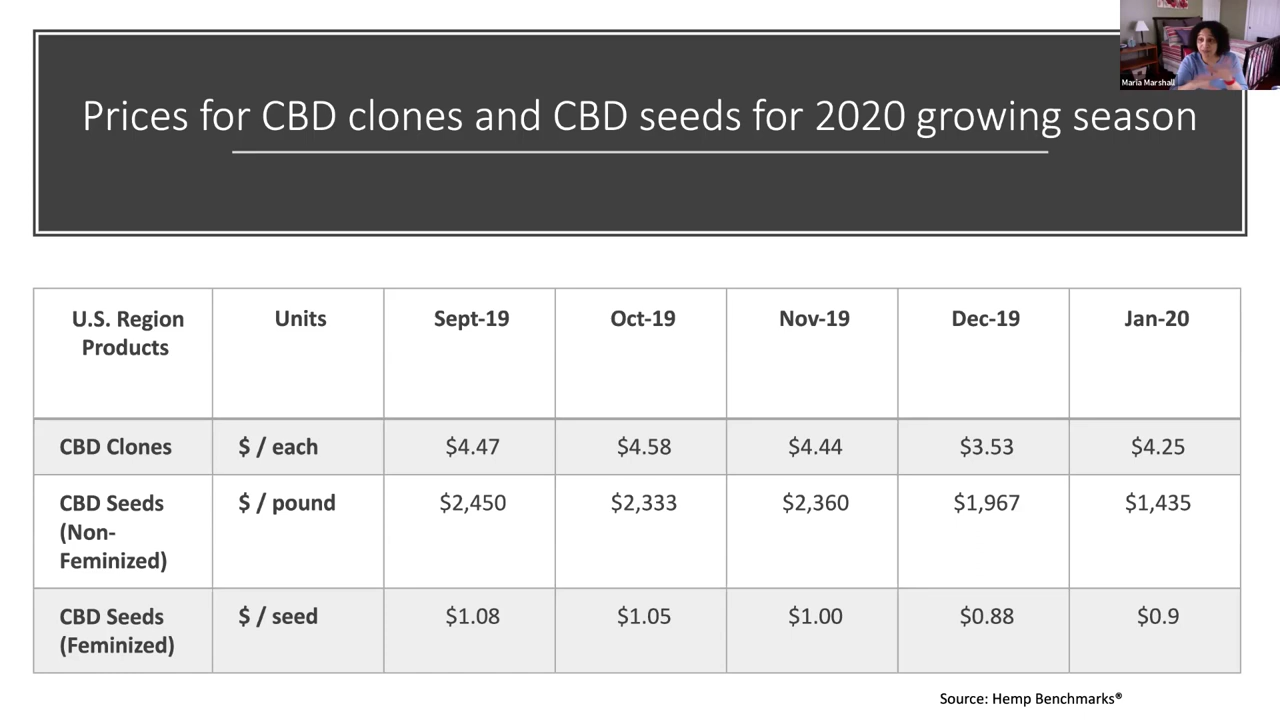 Maria Marshall
Prices for CBD clones and CBD seeds for 2020 growing season
U.S. Region Products Units Sept-19 Oct-19 Nov-19 Dec-19 Jan-20
CBD Clones $ / each $4.47 $4.58 $4.44 $3.53 $4.25
CBD Seeds (Non-Feminized) $ / pound $2,450 $2,333 $2,360 $1,967 $1,435
CBD Seeds (Feminized) $ / seed $1.08 $1.05 $1.00 $0.88 $0.9
Source: Hemp Benchmarks®